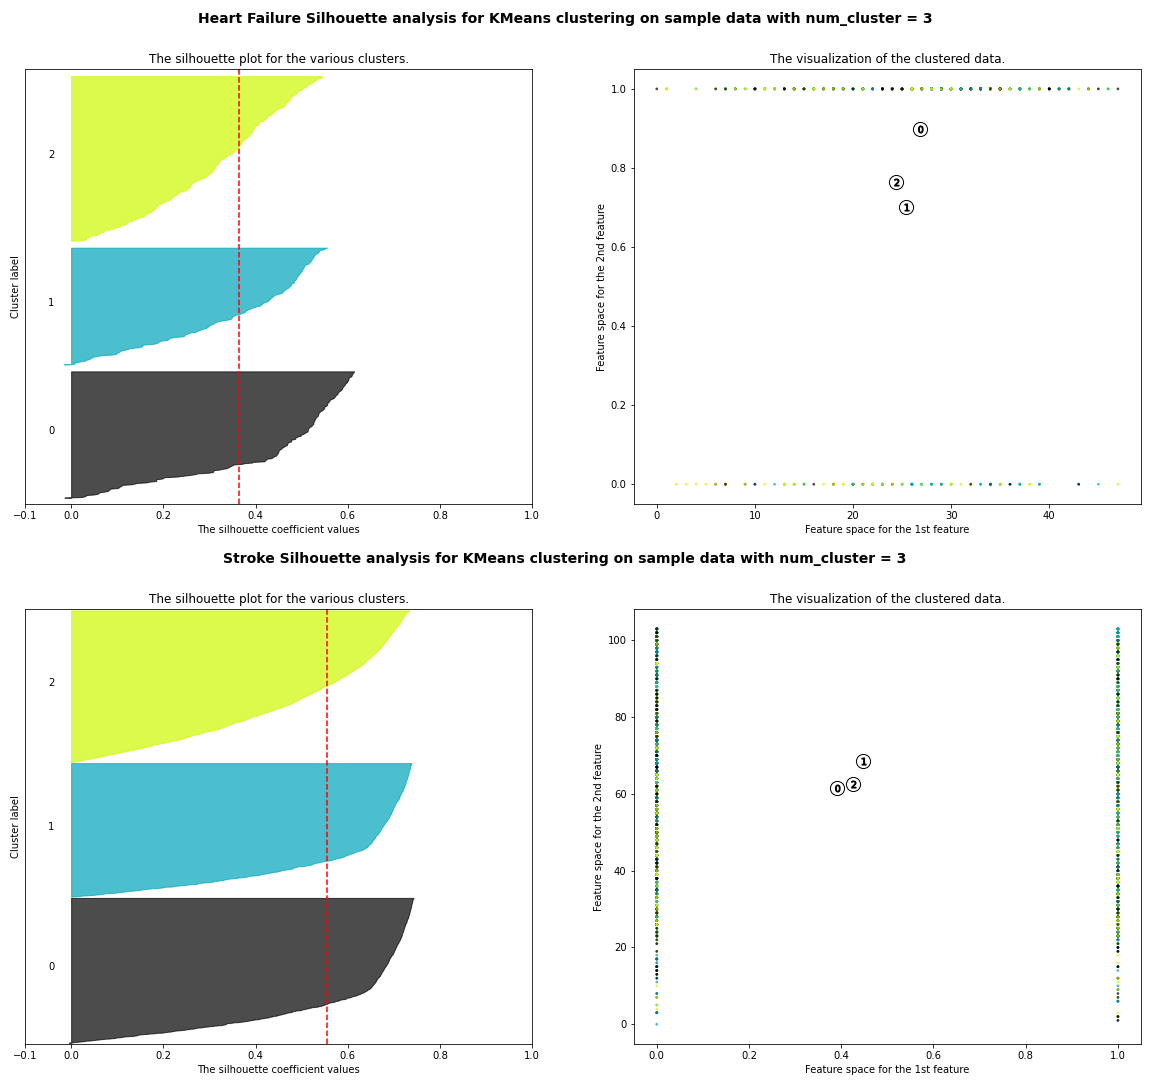 Heart Failure Silhouette analysis for KMeans clustering on sample data with num_cluster = 3
The silhouette plot for the various clusters.
Cluster label
2
1
0
−0.1 0.0 0.2 0.4 0.6 0.8 1.0
The silhouette coefficient values
The visualization of the clustered data.
Feature space for the 2nd feature
1.0
0.8
0.6
0.4
0.2
0.0
0
2
1
0 10 20 30 40
Feature space for the 1st feature
Stroke Silhouette analysis for KMeans clustering on sample data with num_cluster = 3
The silhouette plot for the various clusters.
Cluster label
2
1
0
−0.1 0.0 0.2 0.4 0.6 0.8 1.0
The silhouette coefficient values
The visualization of the clustered data.
Feature space for the 2nd feature
100
80
60
40
20
0
1
0 2
0.0 0.2 0.4 0.6 0.8 1.0
Feature space for the 1st feature